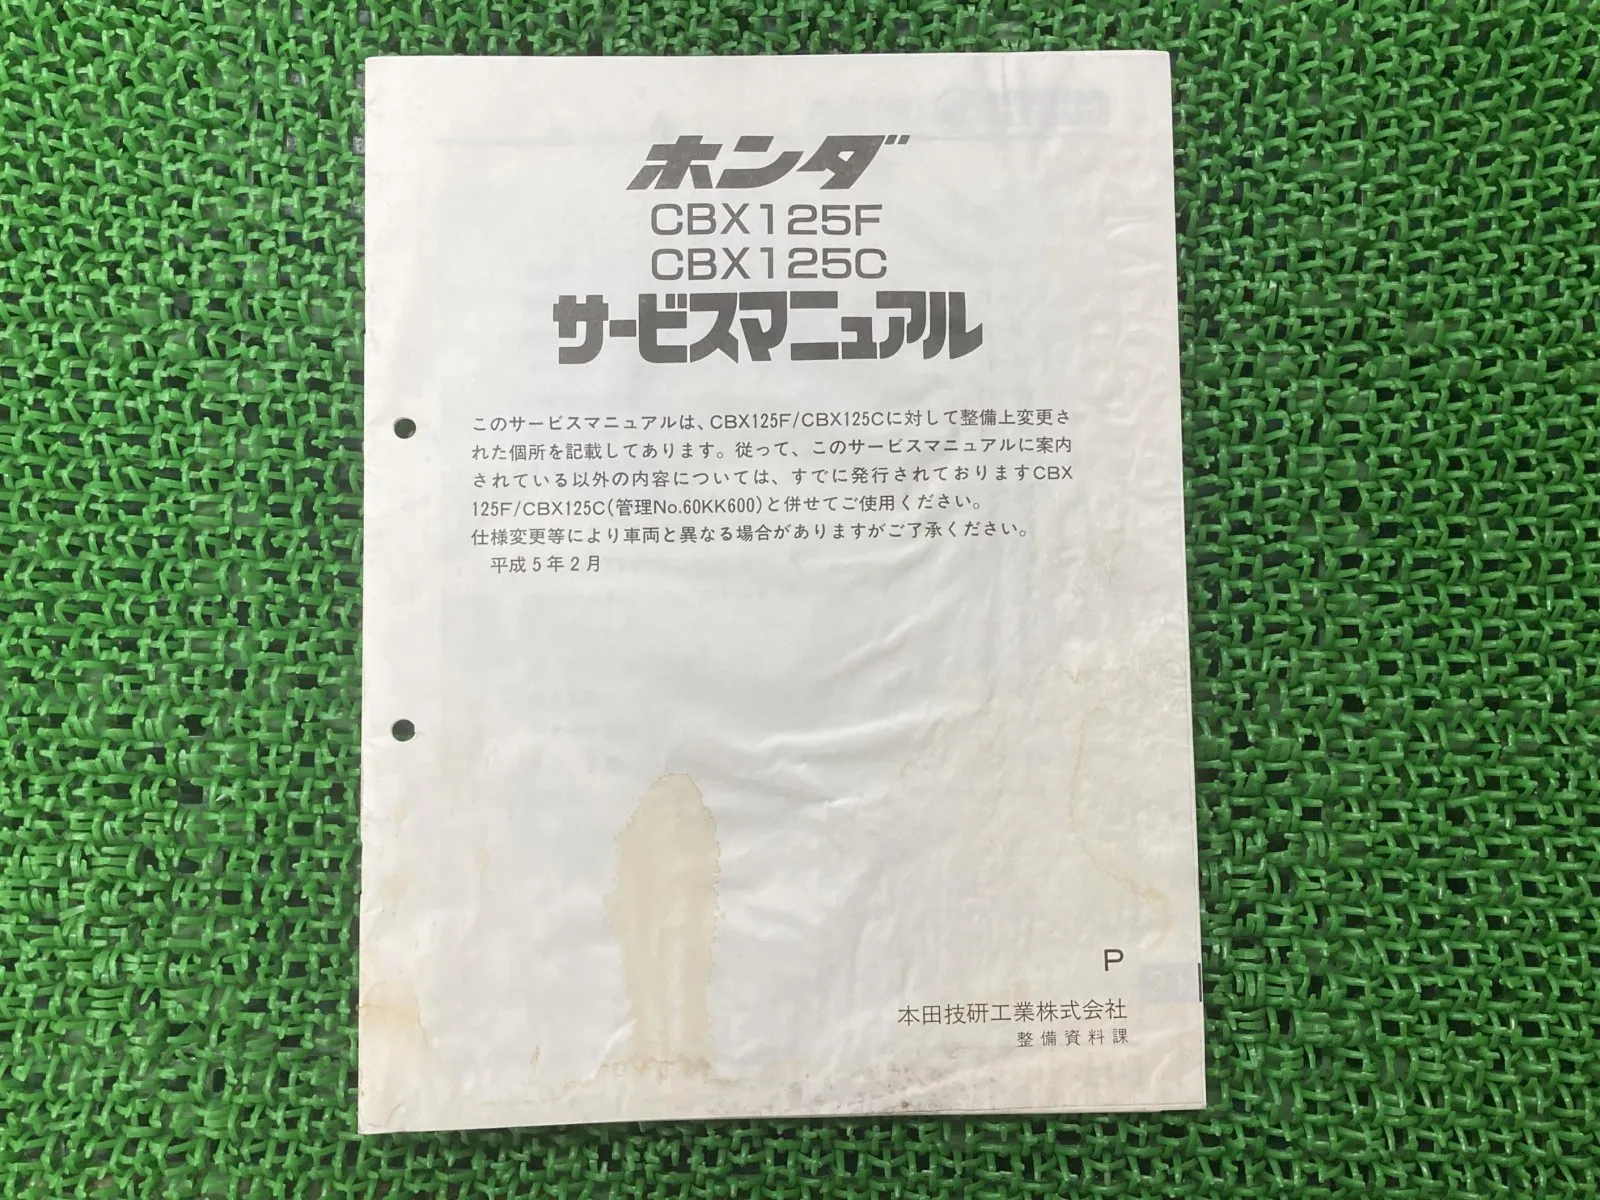 ホンダ
CBX125F
CBX125C
サービスマニュアル
このサービスマニュアルは、CBX125F/CBX125Cに対して整備上変更さ
れた個所を記載してあります。従って、このサービスマニュアルに案内
されている以外の内容については、すでに発行されておりますCBX
125F/CBX125C(管理No.60KK600)と併せてご使用ください。
仕様変更等により車両と異なる場合がありますがご了承ください。
平成5年2月
P
本田技研工業株式会社
整備資料課